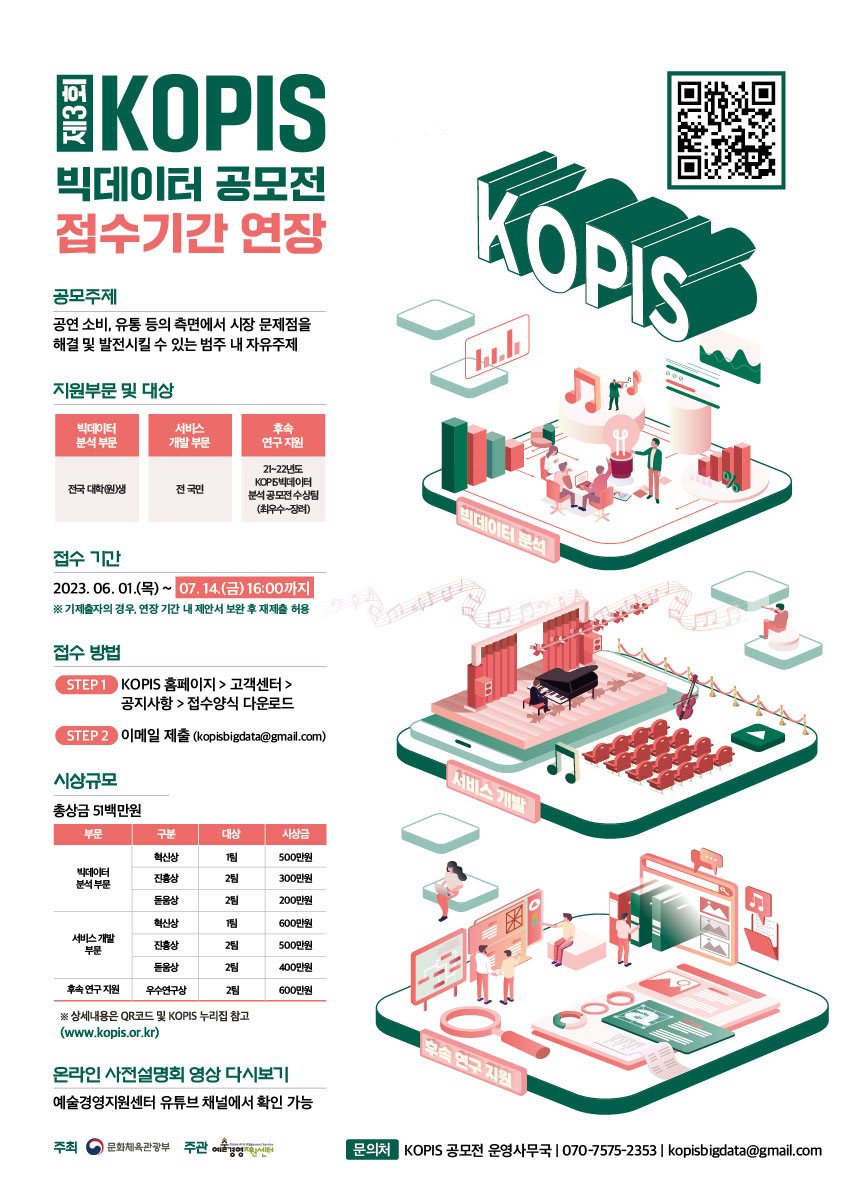 제3회 KOPIS
빅데이터 공모전
접수기간 연장
공모주제
공연 소비, 유통 등의 측면에서 시장 문제점을
해결 및 발전시킬 수 있는 범주 내 자유주제
지원부문 및 대상
빅데이터 분석 부문
서비스 개발 부문
후속 연구 지원
전국 대학(원)생
전 국민
21~22년도
KOPIS빅데이터
분석 공모전 수상팀
(최우수~장려)
접수 기간
2023. 06. 01.(목) ~ 07. 14.(금) 16:00까지
※ 기제출자의 경우, 연장 기간 내 제안서 보완 후 재제출 허용
접수 방법
STEP 1 KOPIS 홈페이지 > 고객센터 >
공지사항 > 접수양식 다운로드
STEP 2 이메일 제출 (kopisbigdata@gmail.com)
시상규모
총상금 51백만원
부문 구분 대상 시상금
빅데이터 분석 부문
혁신상 1팀 500만원
진흥상 2팀 300만원
돋움상 2팀 200만원
서비스 개발 부문
혁신상 1팀 600만원
진흥상 2팀 500만원
돋움상 2팀 400만원
후속 연구 지원 우수연구상 2팀 600만원
※ 상세내용은 QR코드 및 KOPIS 누리집 참고
(www.kopis.or.kr)
온라인 사전설명회 영상 다시보기
예술경영지원센터 유튜브 채널에서 확인 가능
KOPIS
%
빅데이터 분석
서비스 개발
후속 연구 지원
주최 문화체육관광부 주관 예술경영지원센터
문의처 KOPIS 공모전 운영사무국 | 070-7575-2353 | kopisbigdata@gmail.com